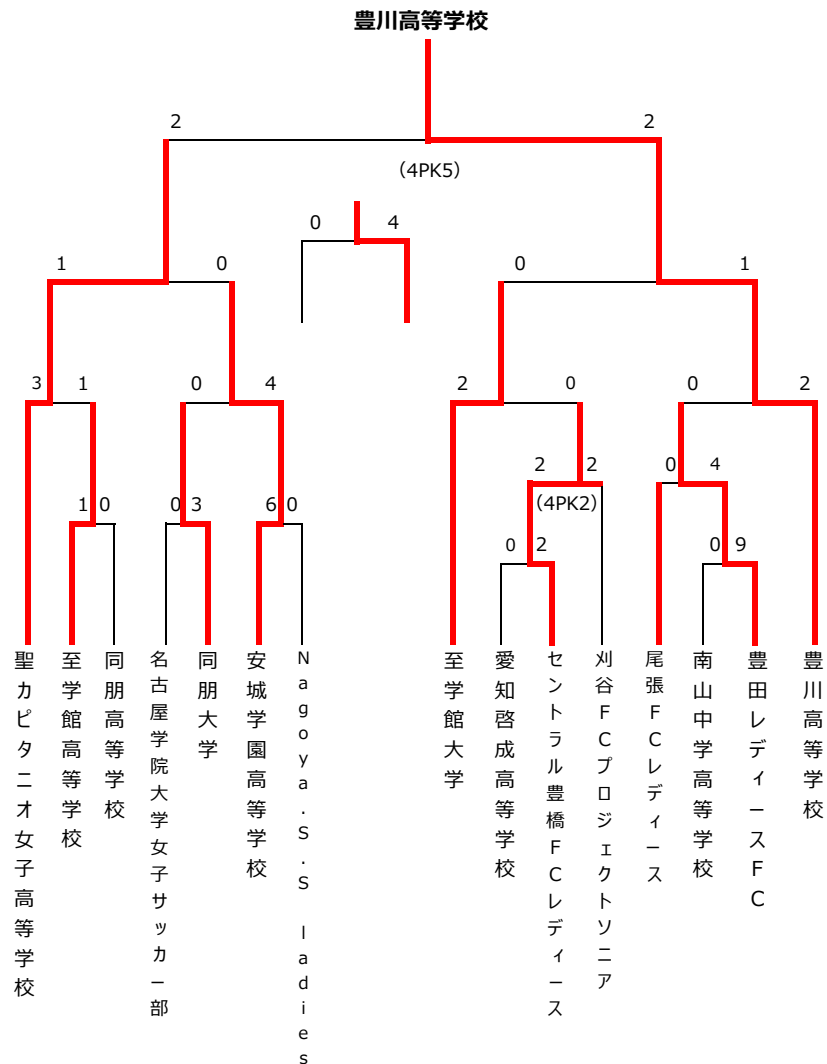 豊川高等学校
2 2
(4PK5)
0 4
1 0 0 1
3 1 0 4 2 0 0 2
2 2 0 4
(4PK2)
1 0 0 3 6 0
0 2 0 9
聖カピタニオ女子高等学校
至学館高等学校
同朋高等学校
名古屋学院大学女子サッカー部
同朋大学
安城学園高等学校
Nagoya.S.S ladies
至学館大学
愛知啓成高等学校
セントラル豊橋FCレディース
刈谷FCプロジェクトソニア
尾張FCレディース
南山中学高等学校
豊田レディースFC
豊川高等学校